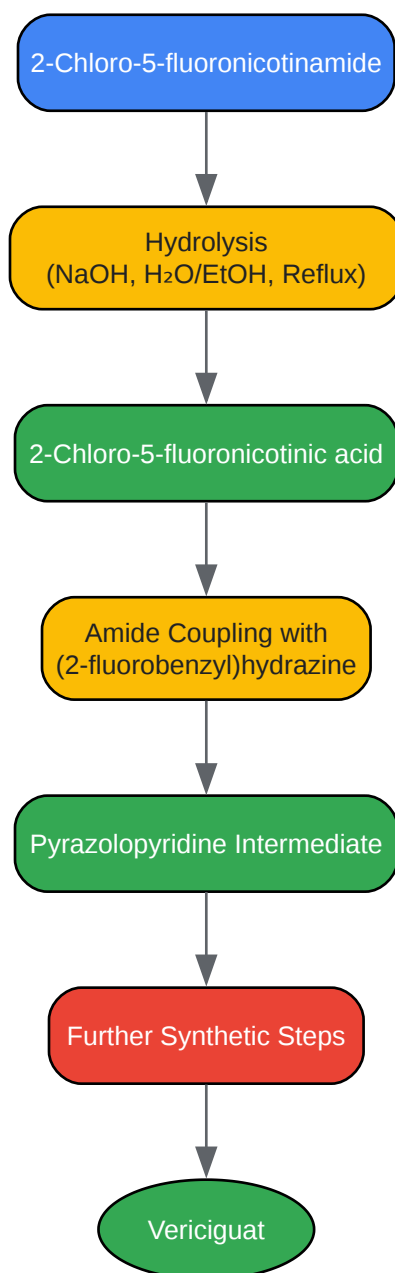 2-Chloro-5-fluoronicotinamide
Hydrolysis
(NaOH, H₂O/EtOH, Reflux)
2-Chloro-5-fluoronicotinic acid
Amide Coupling with
(2-fluorobenzyl)hydrazine
Pyrazolopyridine Intermediate
Further Synthetic Steps
Vericiguat